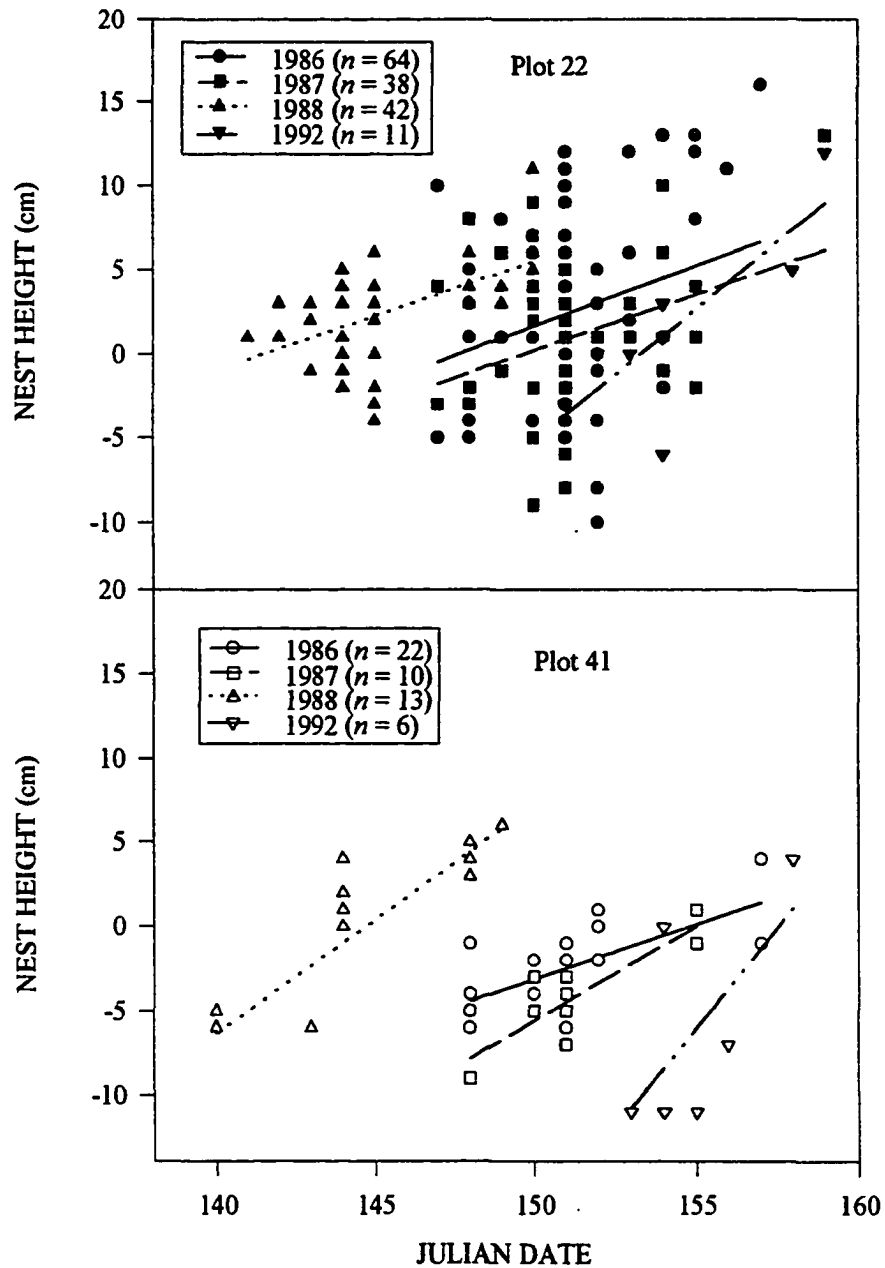 20
15
10
5
0
-5
-10
NEST HEIGHT (cm)
1986 (n = 64)
1987 (n = 38)
1988 (n = 42)
1992 (n = 11)
Plot 22
20
15
10
5
0
-5
-10
NEST HEIGHT (cm)
1986 (n = 22)
1987 (n = 10)
1988 (n = 13)
1992 (n = 6)
Plot 41
140 145 150 155 160
JULIAN DATE